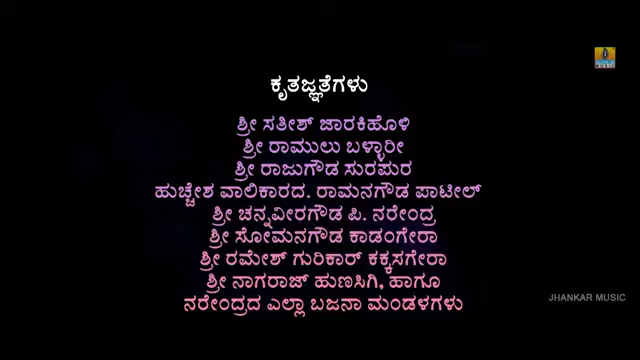 ಕೃತಜ್ಞತೆಗಳು
ಶ್ರೀ ಸತೀಶ್ ಜಾರಕಿಹೊಳಿ
ಶ್ರೀ ರಾಮುಲು ಬಳ್ಳಾರೀ
ಶ್ರೀ ರಾಜುಗೌಡ ಸುರಪುರ
ಹುಚ್ಚೇಶ ವಾಲಿಕಾರದ. ರಾಮನಗೌಡ ಪಾಟೀಲ್
ಶ್ರೀ ಚನ್ನವೀರಗೌಡ ಪಿ. ನರೇಂದ್ರ
ಶ್ರೀ ಸೋಮನಗೌಡ ಕಾಡಂಗೇರಾ
ಶ್ರೀ ರಮೇಶ್ ಗುರಿಕಾರ್ ಕಕ್ಕಸಗೇರಾ
ಶ್ರೀ ನಾಗರಾಜ್ ಹುಣಸಿಗಿ, ಹಾಗೂ
ನರೇಂದ್ರದ ಎಲ್ಲಾ ಬಜನಾ ಮಂಡಳಗಳು
JHANKAR MUSIC